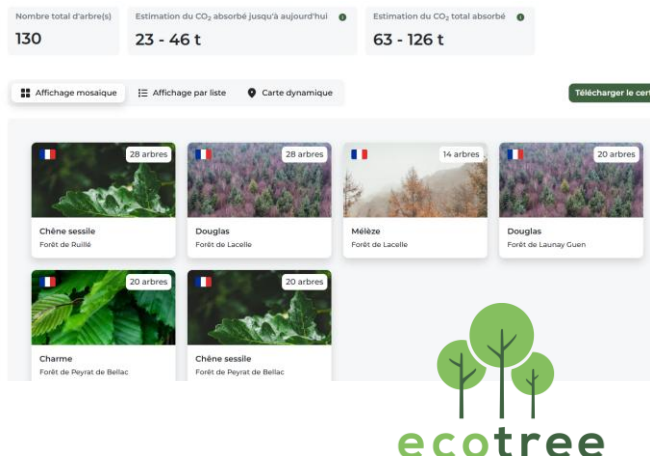 Nombre total d'arbre(s)
130
Estimation du CO₂ absorbé jusqu'à aujourd'hui
23 - 46 t
Estimation du CO₂ total absorbé
63 - 126 t
Affichage mosaïque
Affichage par liste
Carte dynamique
Télécharger le cert
28 arbres
Chêne sessile
Forêt de Ruillé
28 arbres
Douglas
Forêt de Lacelle
14 arbres
Mélèze
Forêt de Lacelle
20 arbres
Douglas
Forêt de Launay Guen
20 arbres
Charme
Forêt de Peyrat de Bellac
20 arbres
Chêne sessile
Forêt de Peyrat de Bellac
ecotree